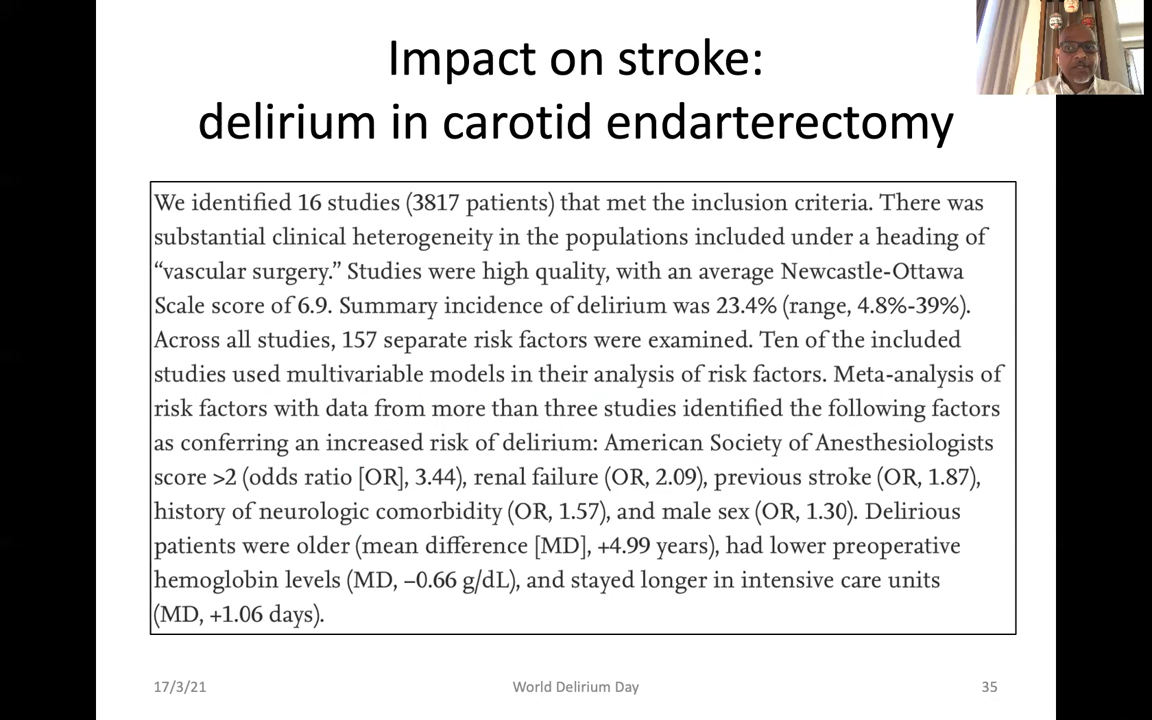 Impact on stroke:
delirium in carotid endarterectomy
We identified 16 studies (3817 patients) that met the inclusion criteria. There was
substantial clinical heterogeneity in the populations included under a heading of
“vascular surgery.” Studies were high quality, with an average Newcastle-Ottawa
Scale score of 6.9. Summary incidence of delirium was 23.4% (range, 4.8%-39%).
Across all studies, 157 separate risk factors were examined. Ten of the included
studies used multivariable models in their analysis of risk factors. Meta-analysis of
risk factors with data from more than three studies identified the following factors
as conferring an increased risk of delirium: American Society of Anesthesiologists
score >2 (odds ratio [OR], 3.44), renal failure (OR, 2.09), previous stroke (OR, 1.87),
history of neurologic comorbidity (OR, 1.57), and male sex (OR, 1.30). Delirious
patients were older (mean difference [MD], +4.99 years), had lower preoperative
hemoglobin levels (MD, –0.66 g/dL), and stayed longer in intensive care units
(MD, +1.06 days).
17/3/21
World Delirium Day
35